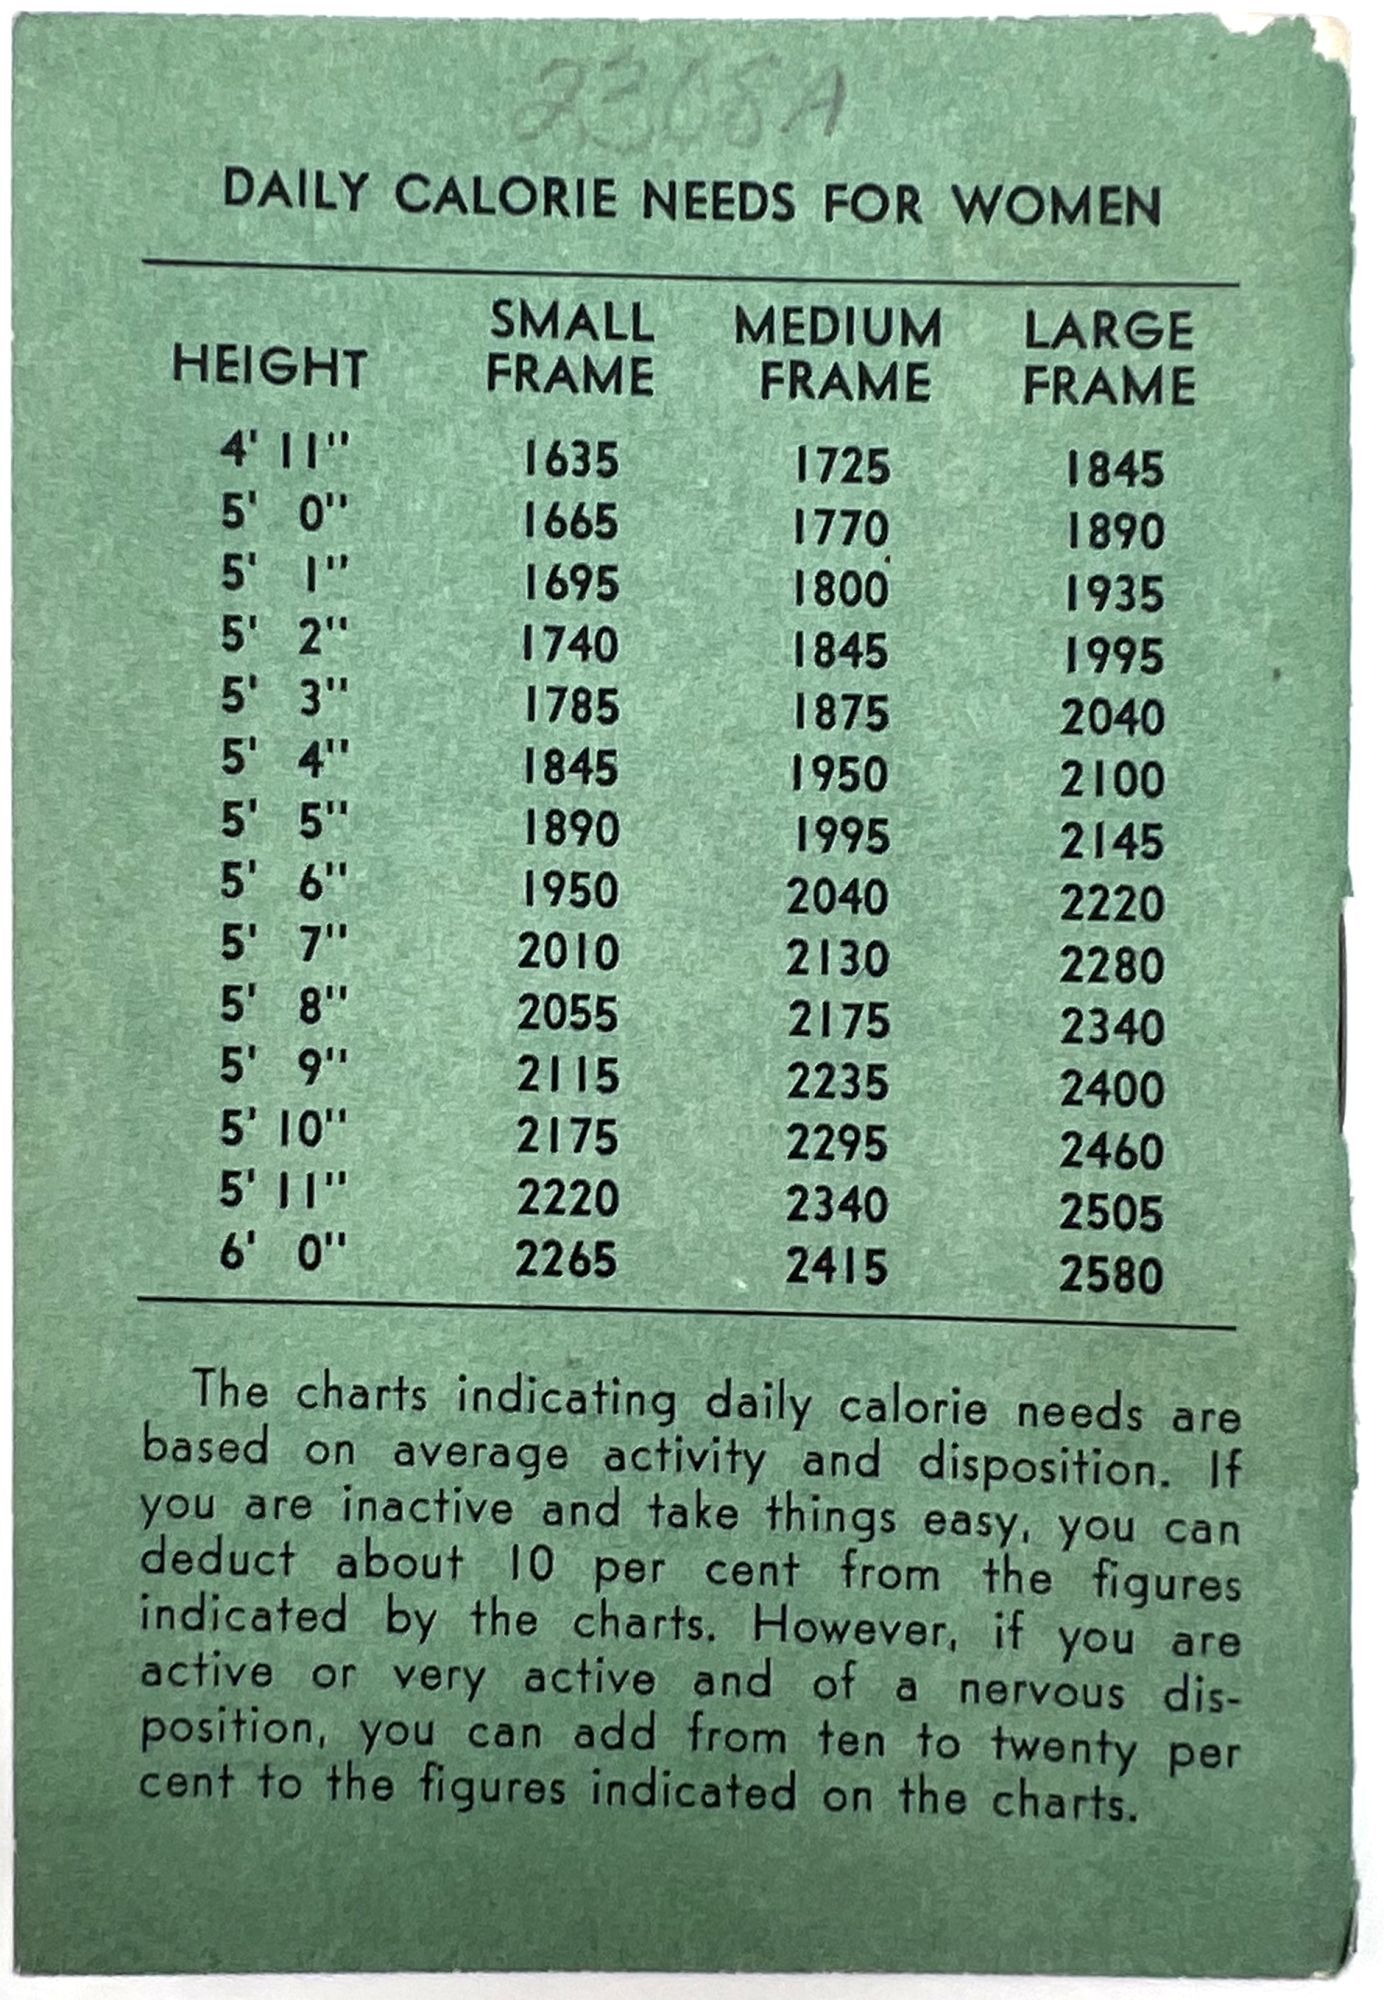 2308A
DAILY CALORIE NEEDS FOR WOMEN
HEIGHT SMALL FRAME MEDIUM FRAME LARGE FRAME
4' 11" 1635 1725 1845
5' 0" 1665 1770 1890
5' 1" 1695 1800 1935
5' 2" 1740 1845 1995
5' 3" 1785 1875 2040
5' 4" 1845 1950 2100
5' 5" 1890 1995 2145
5' 6" 1950 2040 2220
5' 7" 2010 2130 2280
5' 8" 2055 2175 2340
5' 9" 2115 2235 2400
5' 10" 2175 2295 2460
5' 11" 2220 2340 2505
6' 0" 2265 2415 2580
The charts indicating daily calorie needs are
based on average activity and disposition. If
you are inactive and take things easy, you can
deduct about 10 per cent from the figures
indicated by the charts. However, if you are
active or very active and of a nervous dis-
position, you can add from ten to twenty per
cent to the figures indicated on the charts.